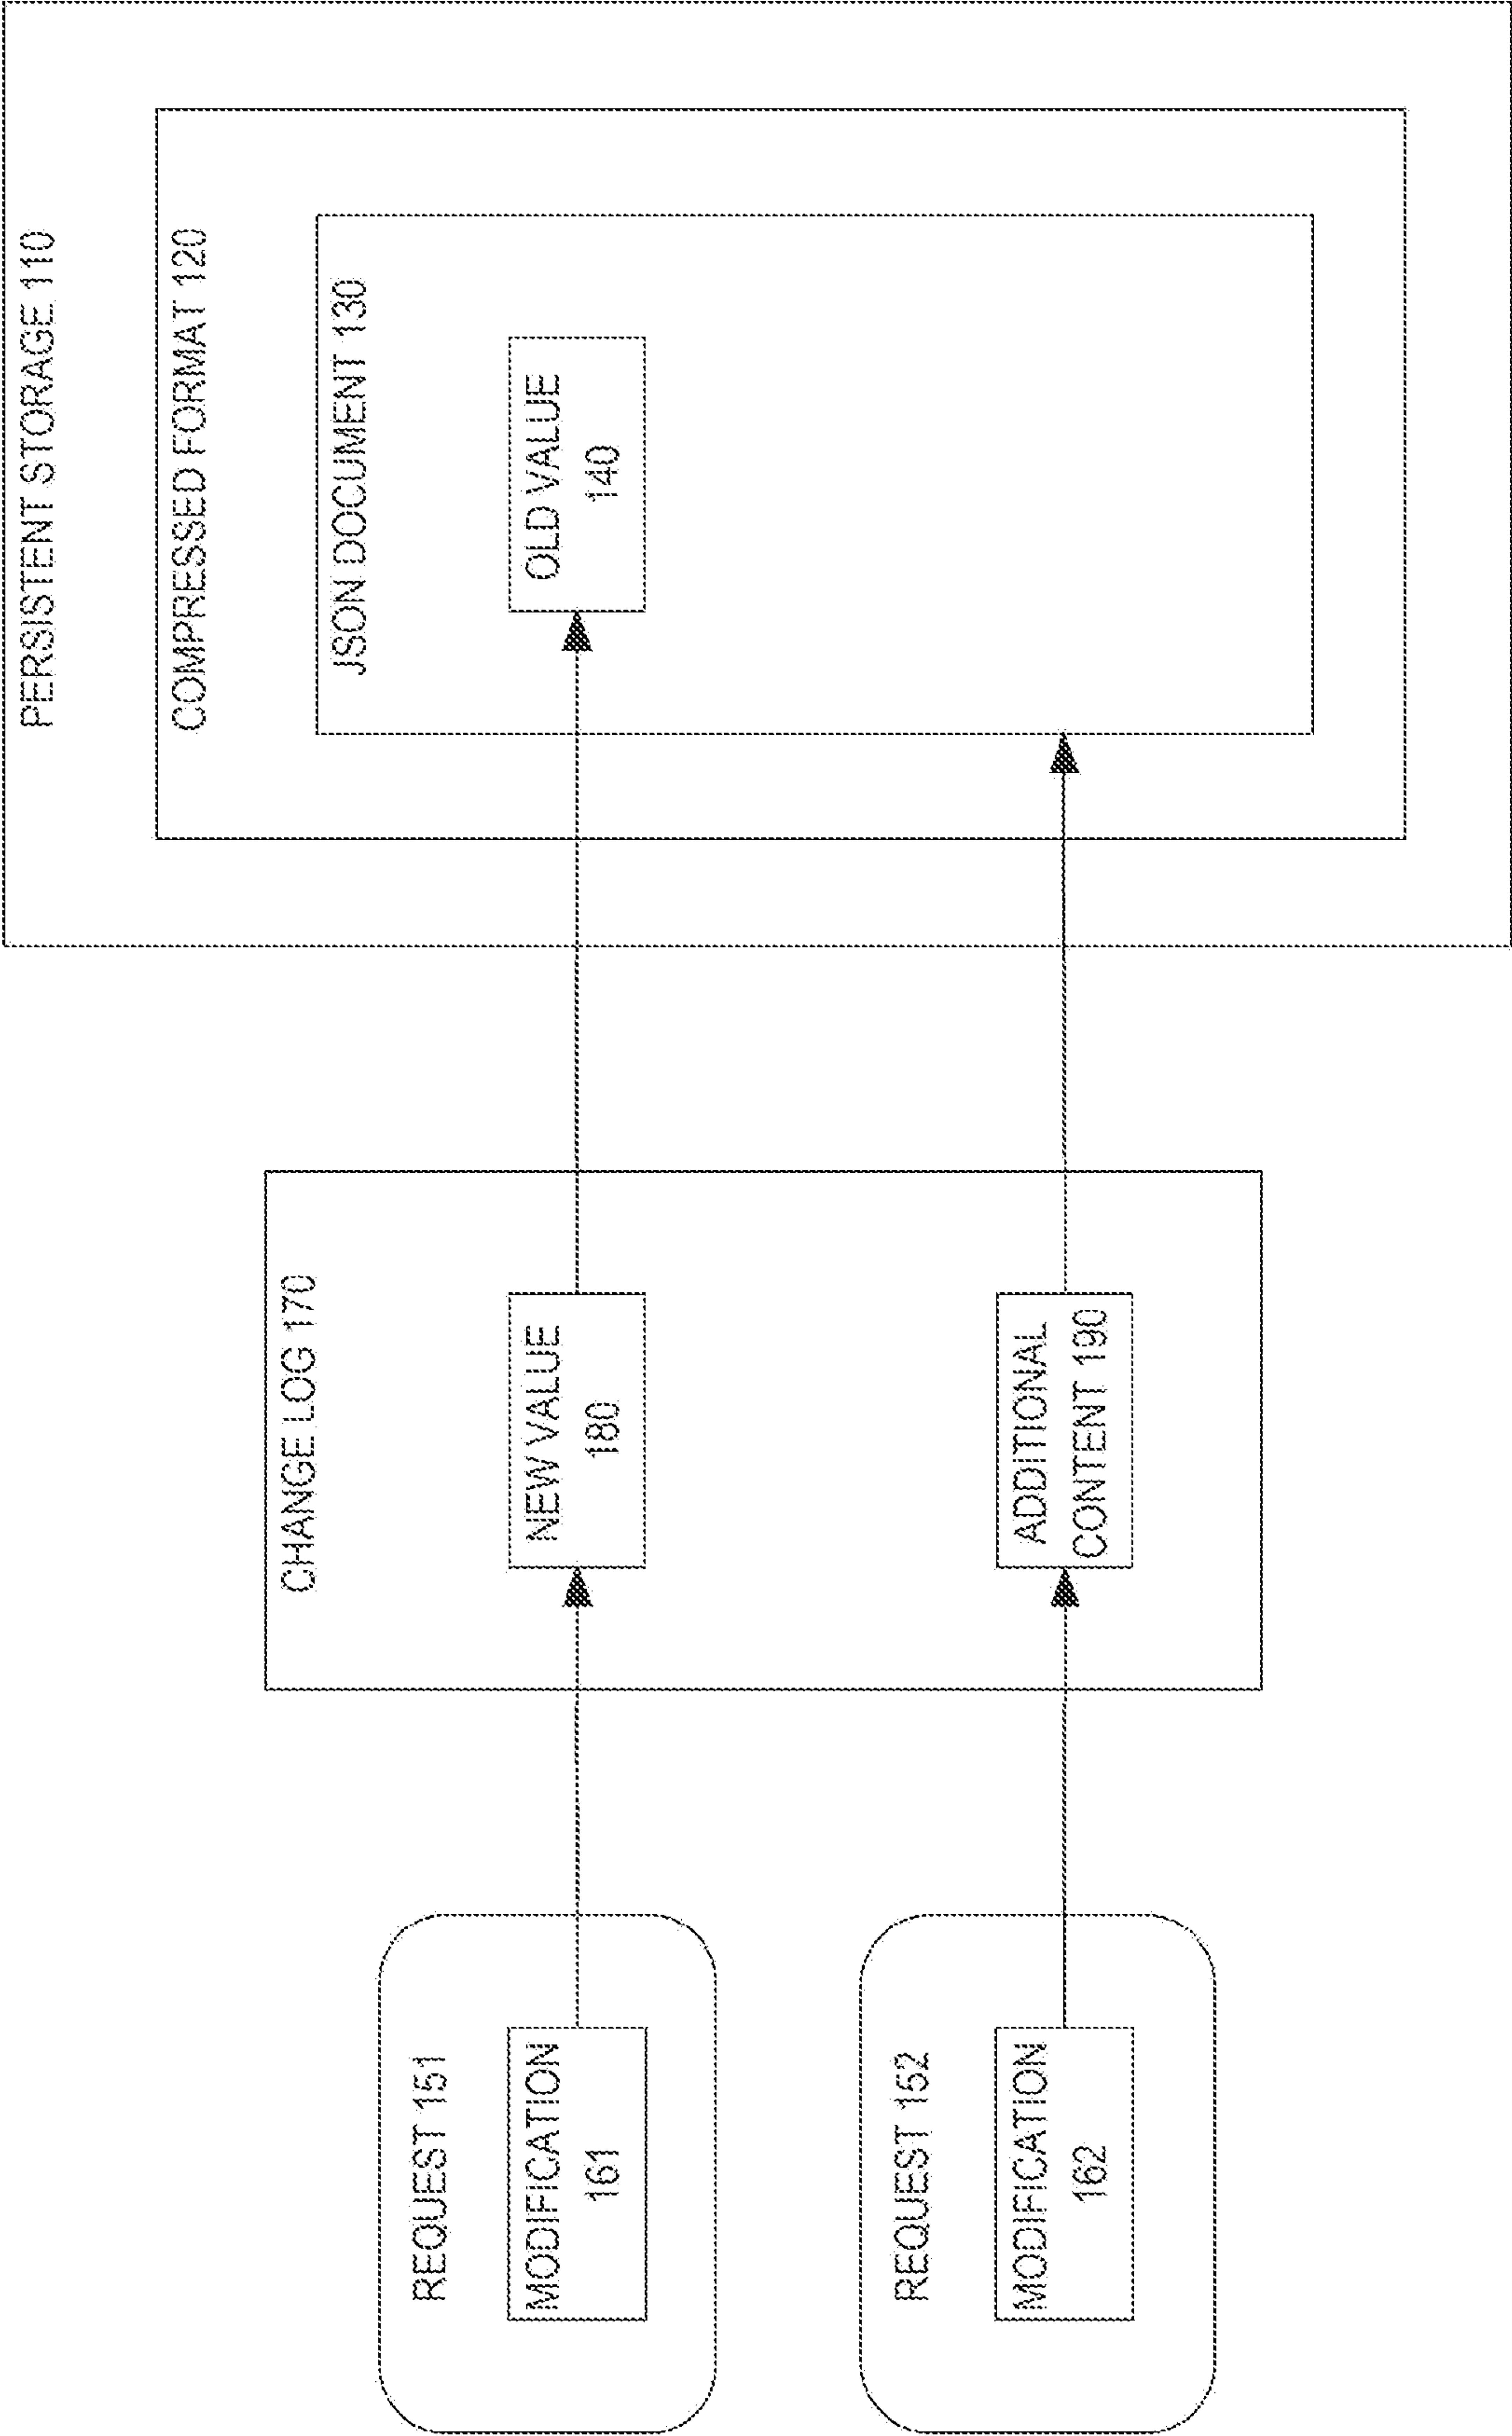 PERSISTENT STORAGE 110
COMPRESSED FORMAT 120
JSON DOCUMENT 130
OLD VALUE
140
CHANGE LOG 170
NEW VALUE
180
ADDITIONAL
CONTENT 190
REQUEST 151
MODIFICATION
161
REQUEST 152
MODIFICATION
162